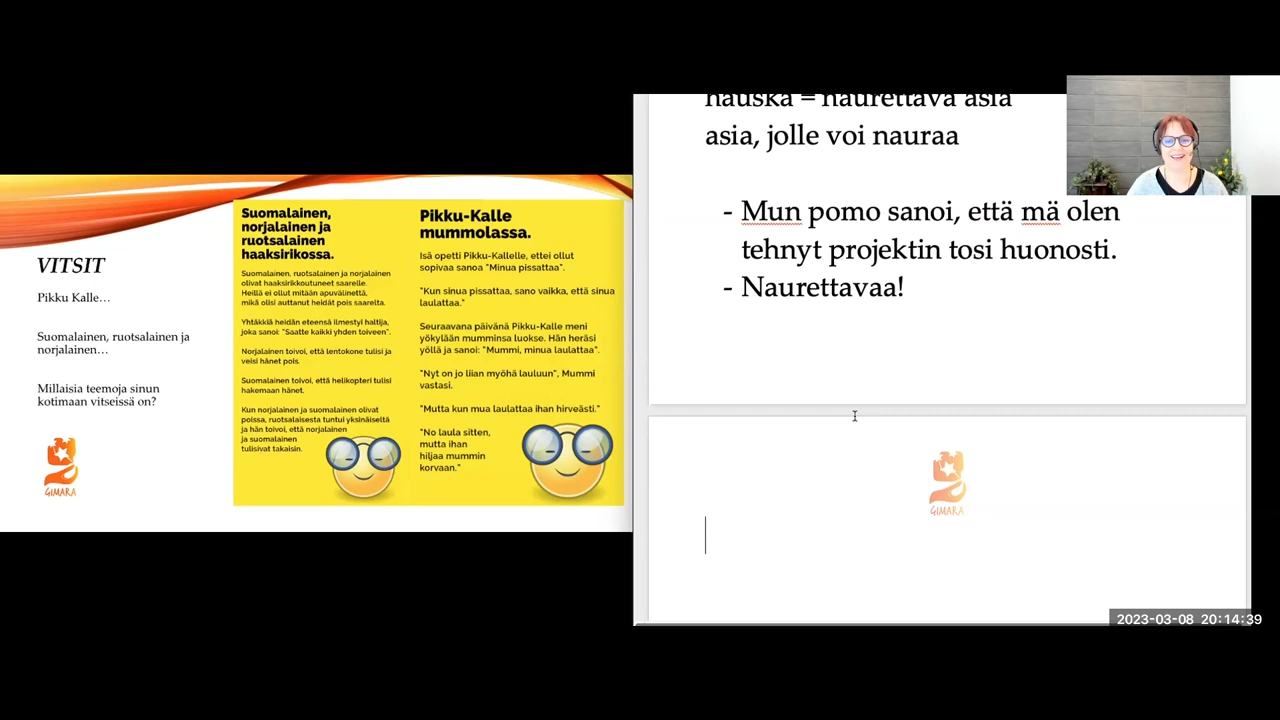 VITSIT
Pikku Kalle...
Suomalainen, ruotsalainen ja
norjalainen...
Millaisia teemoja sinun
kotimaan vitseissä on?
GIMARA
Suomalainen,
norjalainen ja
ruotsalainen
haaksirikossa.
Suomalainen, ruotsalainen ja norjalainen
olivat haaksirikkoutuneet saarelle.
Heillä ei ollut mitään apuvälinettä,
mikä olisi auttanut heidät pois saarelta.
Yhtäkkiä heidän eteensä ilmestyi haltija,
joka sanoi: "Saatte kaikki yhden toiveen".
Norjalainen toivoi, että lentokone tulisi ja
veisi hänet pois.
Suomalainen toivoi, että helikopteri tulisi
hakemaan hänet.
Kun norjalainen ja suomalainen olivat
poissa, ruotsalaisesta tuntui yksinäiseltä
ja hän toivoi, että norjalainen
ja suomalainen
tulisivat takaisin.
Pikku-Kalle
mummolassa.
Isä opetti Pikku-Kallelle, ettei ollut
sopivaa sanoa "Minua pissattaa".
"Kun sinua pissattaa, sano vaikka, että sinua
laulattaa."
Seuraavana päivänä Pikku-Kalle meni
yökylään mumminsa luokse. Hän heräsi
yöllä ja sanoi: "Mummi, minua laulattaa".
"Nyt on jo liian myöhä lauluun", Mummi
vastasi.
"Mutta kun mua laulattaa ihan hirveästi."
"No laula sitten,
mutta ihan
hiljaa mummin
korvaan."
hauska = naurettava asia
asia, jolle voi nauraa
- Mun pomo sanoi, että mä olen
tehnyt projektin tosi huonosti.
- Naurettavaa!
GIMARA
2023-03-08 20:14:39